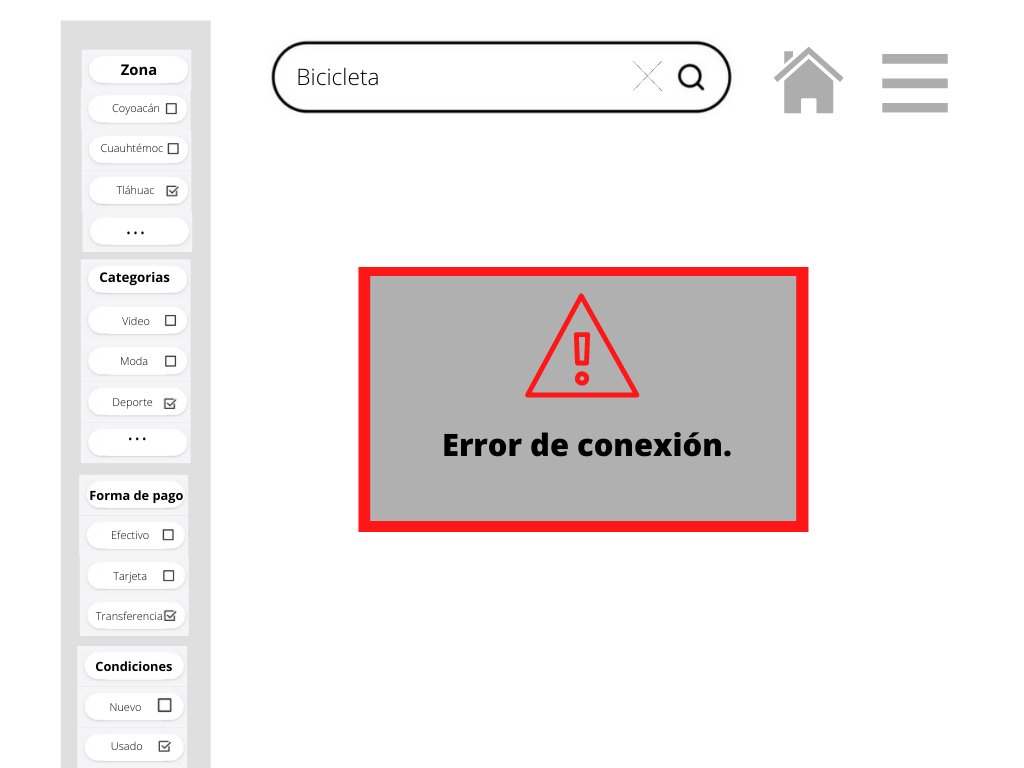 Zona
Coyoacán
Cuauhtémoc
Tláhuac
...
Categorias
Video
Moda
Deporte
...
Forma de pago
Efectivo
Tarjeta
Transferencia
Condiciones
Nuevo
Usado
Bicicleta
Error de conexión.